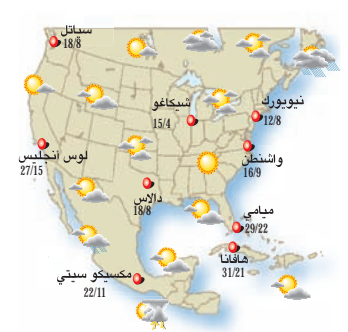 سياتل
18/8
شيكاغو
15/4
نيويورك
12/8
لوس أنجلیس
27/15
واشنطن
16/9
دالاس
18/8
ميامي
29/22
هافانا
31/21
مكسيكو سيتي
22/11